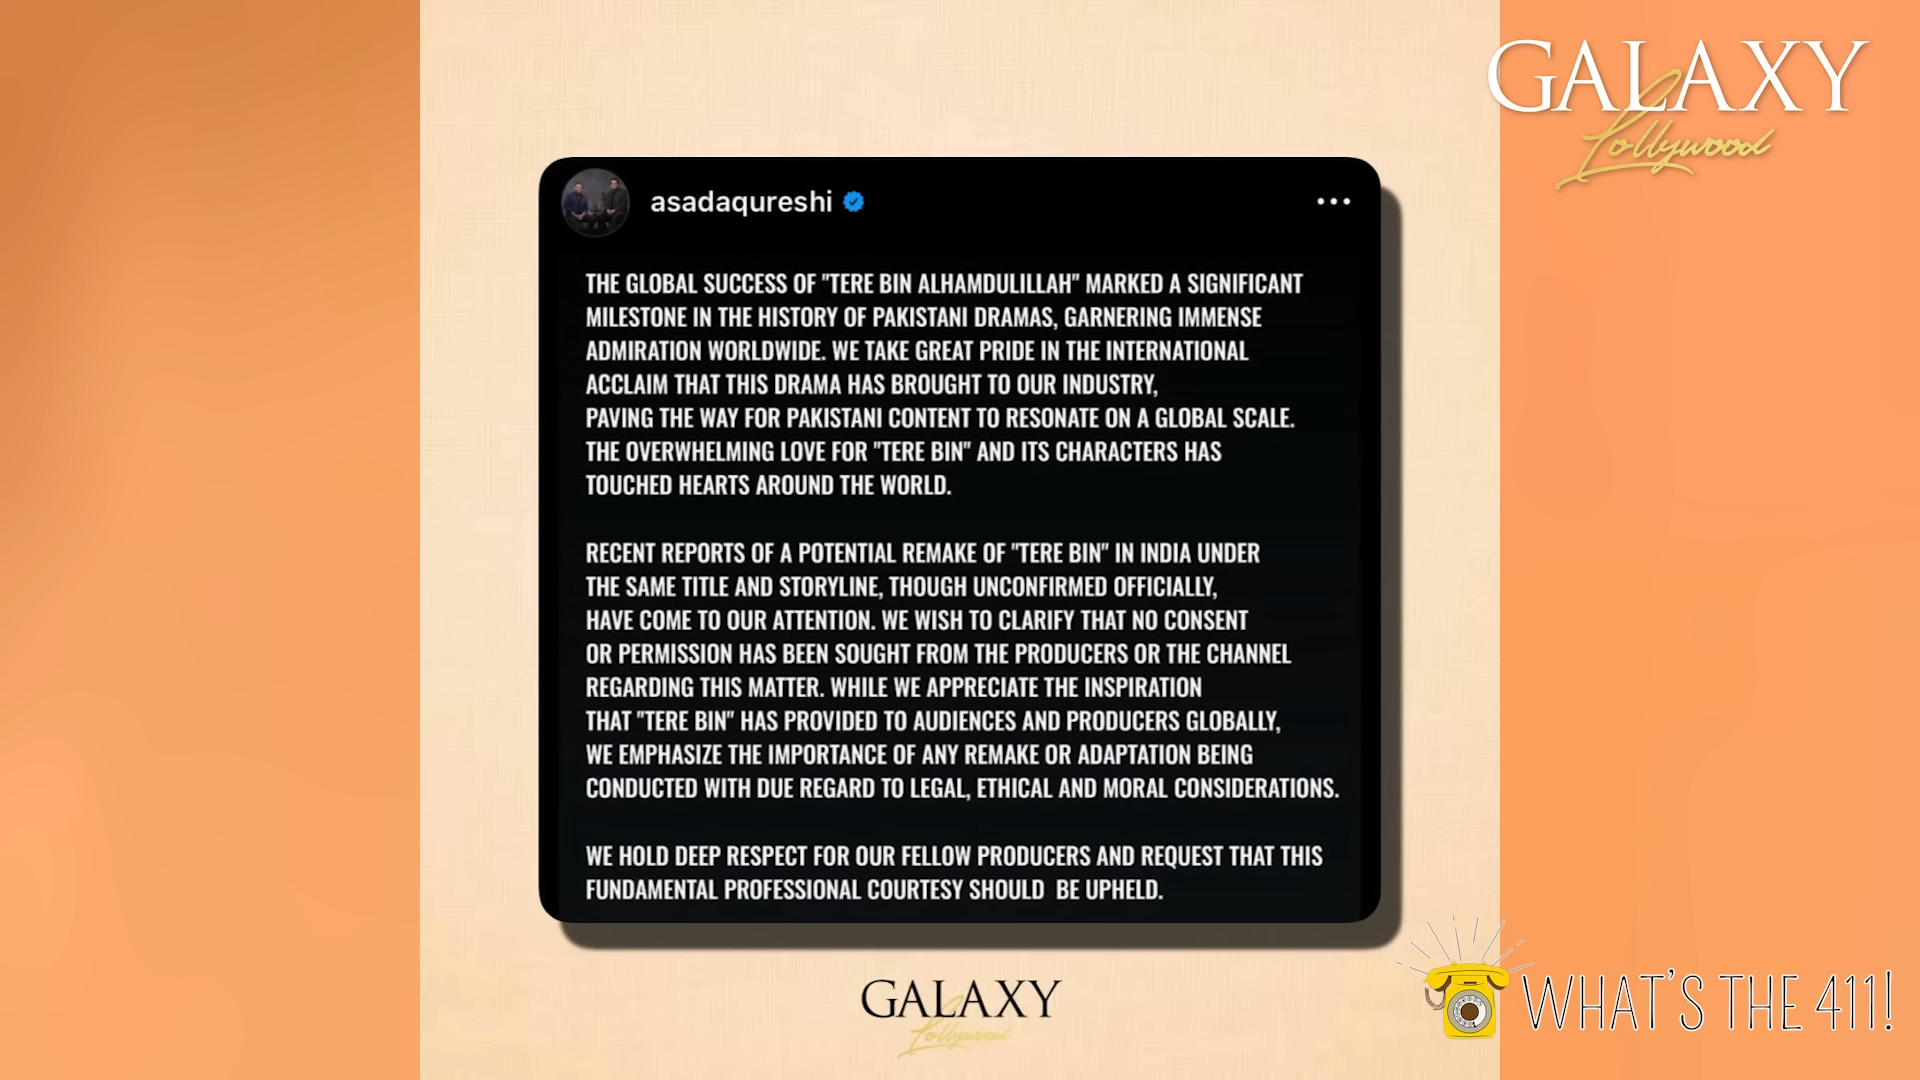 GALAXY
Lollywood
asadaqureshi
THE GLOBAL SUCCESS OF "TERE BIN ALHAMDULILLAH" MARKED A SIGNIFICANT
MILESTONE IN THE HISTORY OF PAKISTANI DRAMAS, GARNERING IMMENSE
ADMIRATION WORLDWIDE. WE TAKE GREAT PRIDE IN THE INTERNATIONAL
ACCLAIM THAT THIS DRAMA HAS BROUGHT TO OUR INDUSTRY,
PAVING THE WAY FOR PAKISTANI CONTENT TO RESONATE ON A GLOBAL SCALE.
THE OVERWHELMING LOVE FOR "TERE BIN" AND ITS CHARACTERS HAS
TOUCHED HEARTS AROUND THE WORLD.
RECENT REPORTS OF A POTENTIAL REMAKE OF "TERE BIN" IN INDIA UNDER
THE SAME TITLE AND STORYLINE, THOUGH UNCONFIRMED OFFICIALLY,
HAVE COME TO OUR ATTENTION. WE WISH TO CLARIFY THAT NO CONSENT
OR PERMISSION HAS BEEN SOUGHT FROM THE PRODUCERS OR THE CHANNEL
REGARDING THIS MATTER. WHILE WE APPRECIATE THE INSPIRATION
THAT "TERE BIN" HAS PROVIDED TO AUDIENCES AND PRODUCERS GLOBALLY,
WE EMPHASIZE THE IMPORTANCE OF ANY REMAKE OR ADAPTATION BEING
CONDUCTED WITH DUE REGARD TO LEGAL, ETHICAL AND MORAL CONSIDERATIONS.
WE HOLD DEEP RESPECT FOR OUR FELLOW PRODUCERS AND REQUEST THAT THIS
FUNDAMENTAL PROFESSIONAL COURTESY SHOULD BE UPHELD.
GALAXY
Lollywood
WHAT'S THE 411!